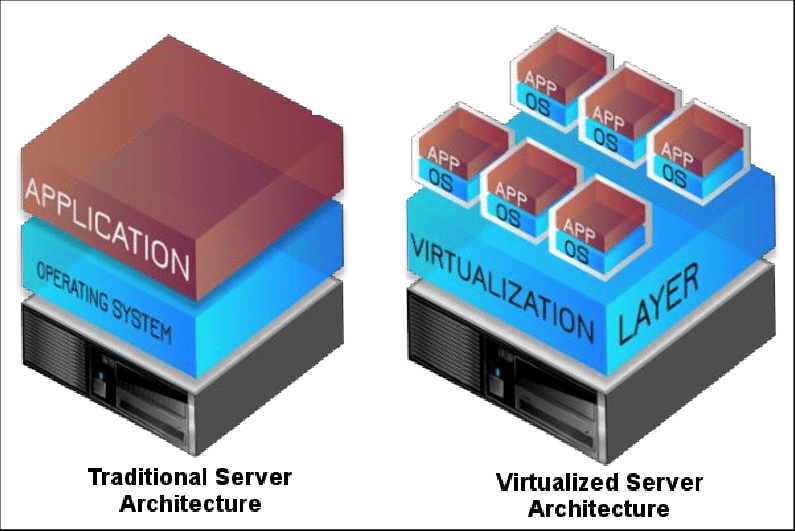 APPLICATION
OPERATING SYSTEM
Traditional Server
Architecture
APP
OS
APP
OS
APP
OS
APP
OS
APP
OS
APP
OS
VIRTUALIZATION LAYER
Virtualized Server
Architecture